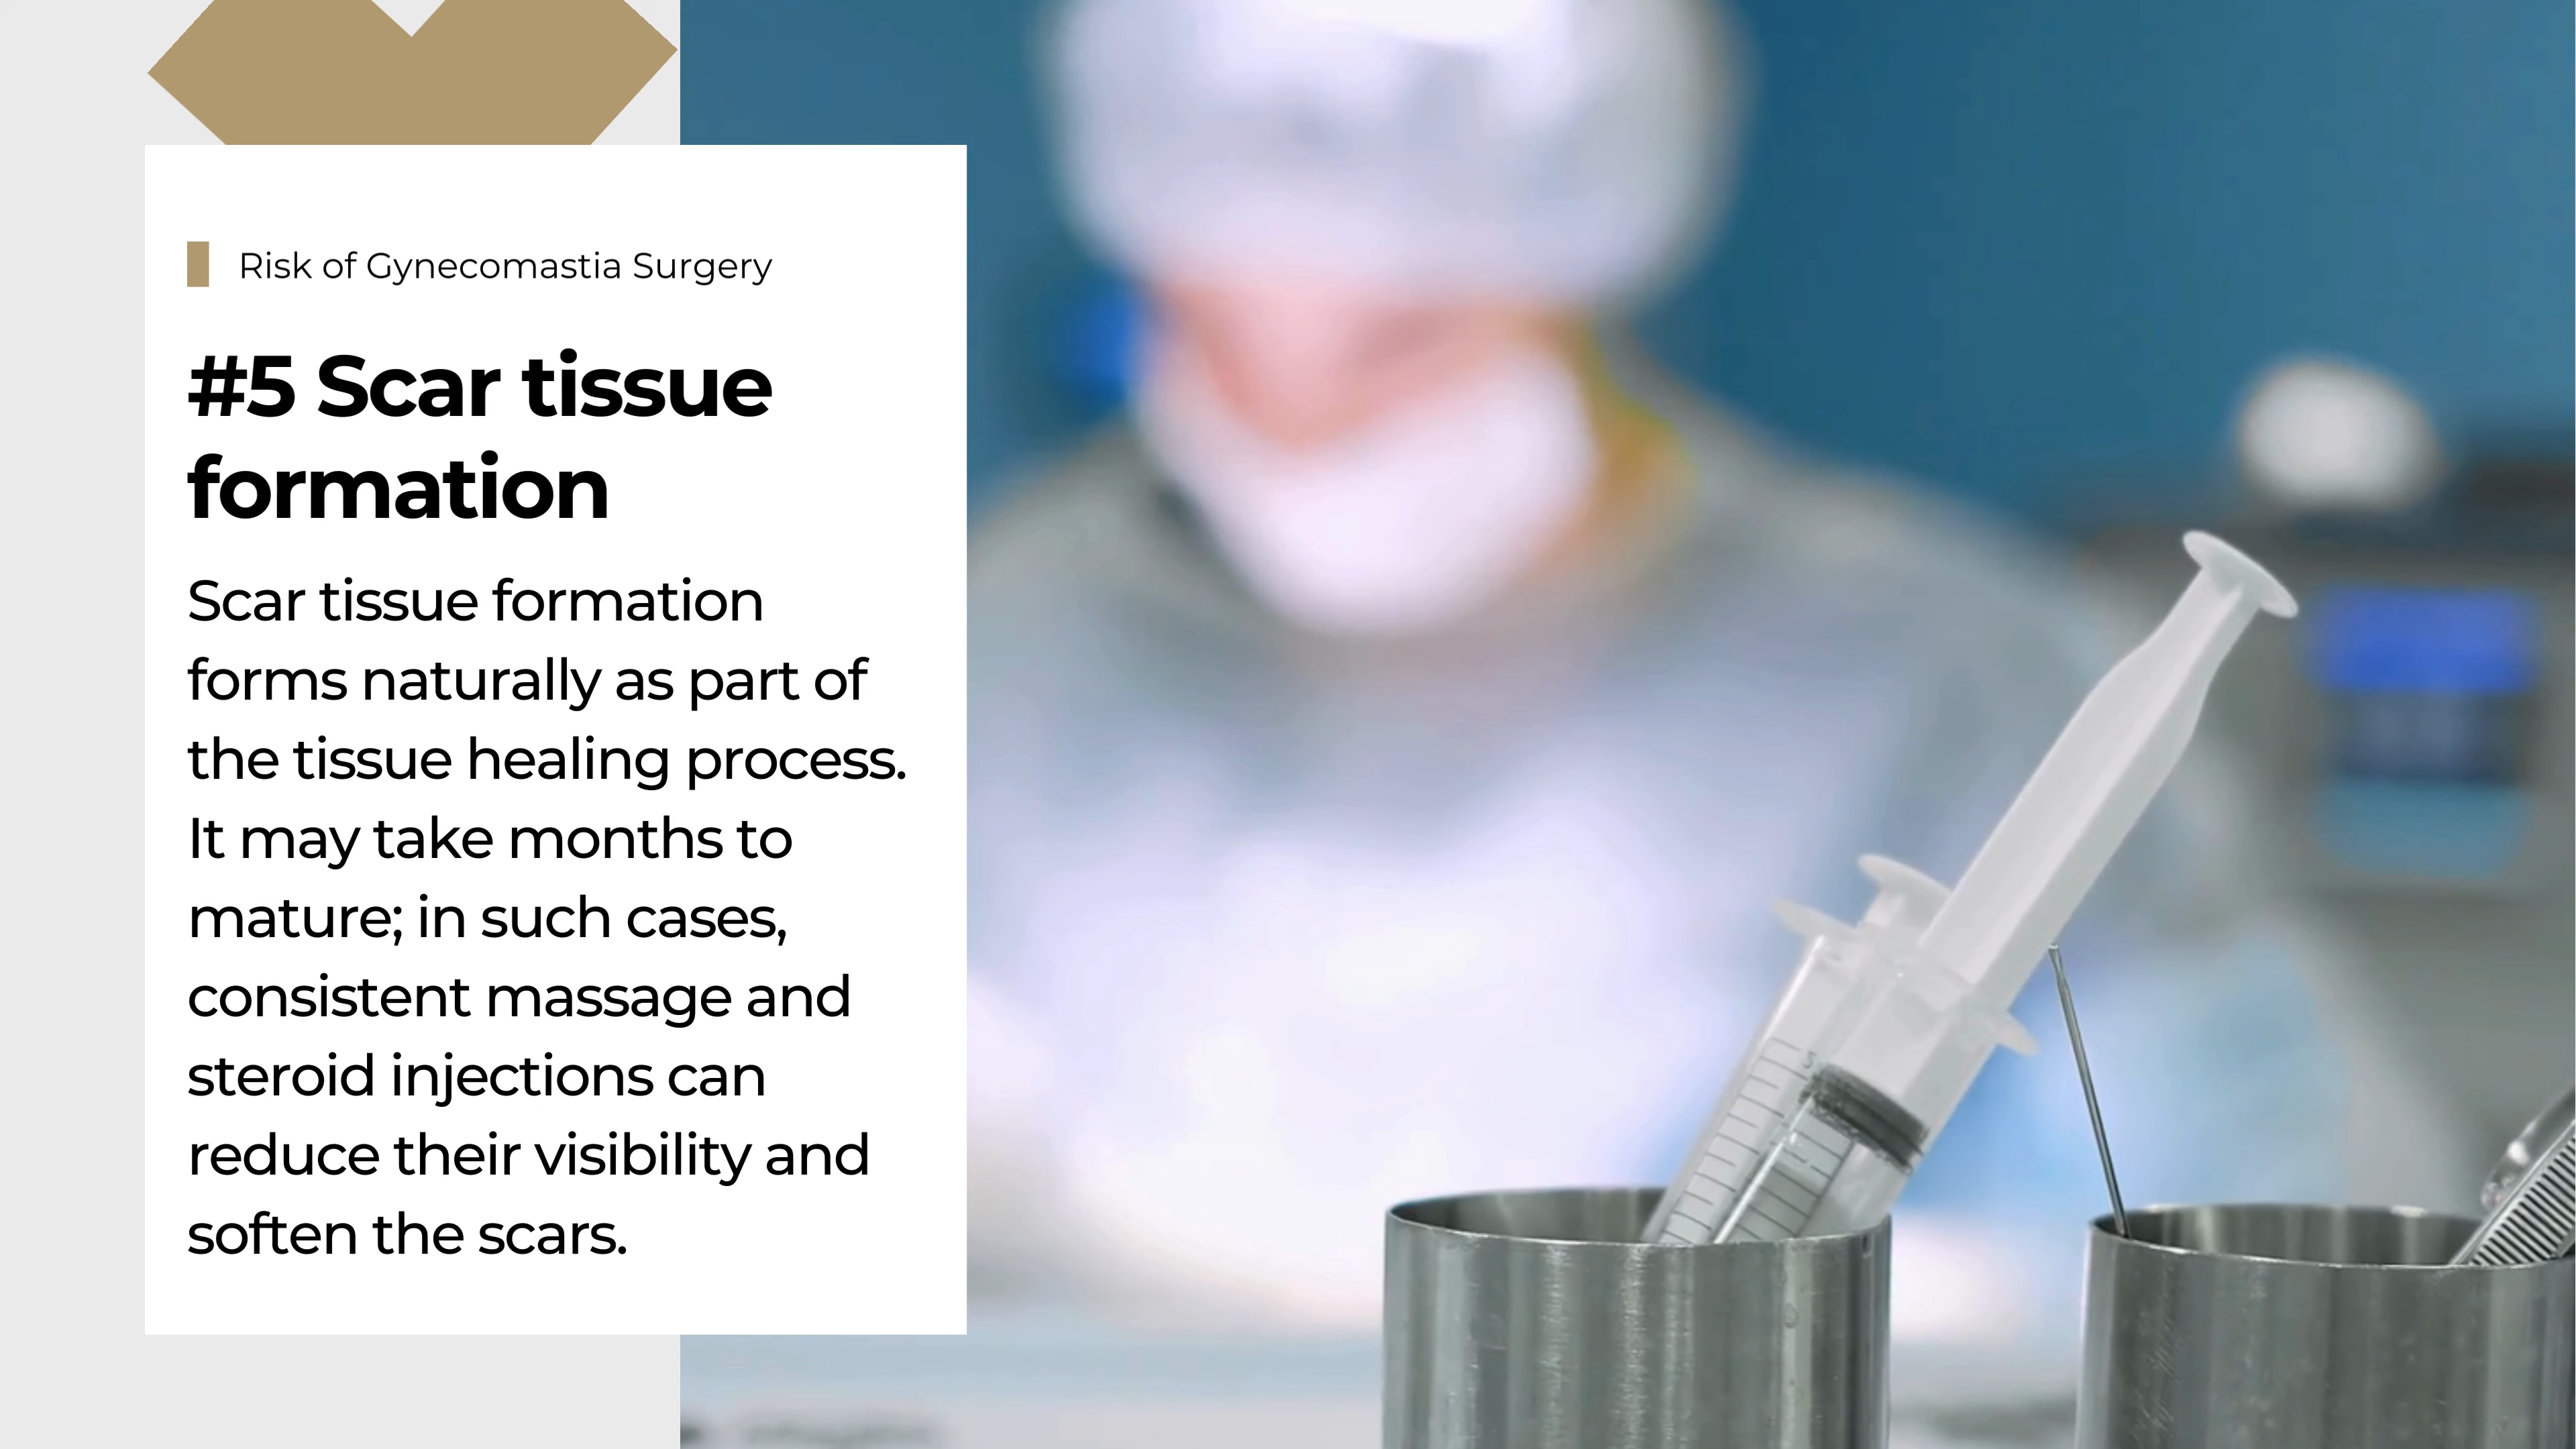 Risk of Gynecomastia Surgery
#5 Scar tissue
formation
Scar tissue formation
forms naturally as part of
the tissue healing process.
It may take months to
mature; in such cases,
consistent massage and
steroid injections can
reduce their visibility and
soften the scars.
5